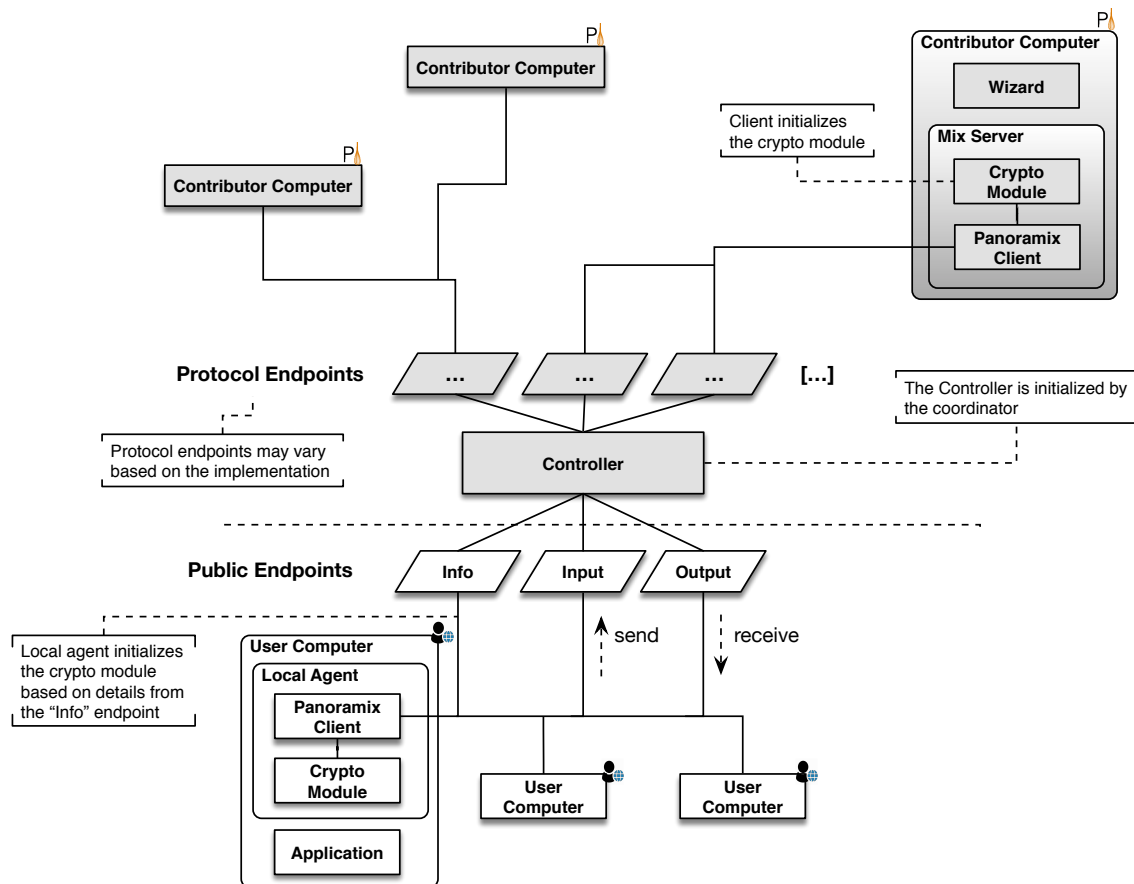 P
Contributor Computer
P
Contributor Computer
P
Contributor Computer
Wizard
Mix Server
Crypto
Module
Panoramix
Client
Client initializes
the crypto module
Protocol Endpoints
...
...
...
[...]
The Controller is initialized by
the coordinator
Protocol endpoints may vary
based on the implementation
Controller
Public Endpoints
Info
Input
Output
send
receive
Local agent initializes
the crypto module
based on details from
the “Info” endpoint
User Computer
Local Agent
Panoramix
Client
Crypto
Module
Application
User
Computer
User
Computer